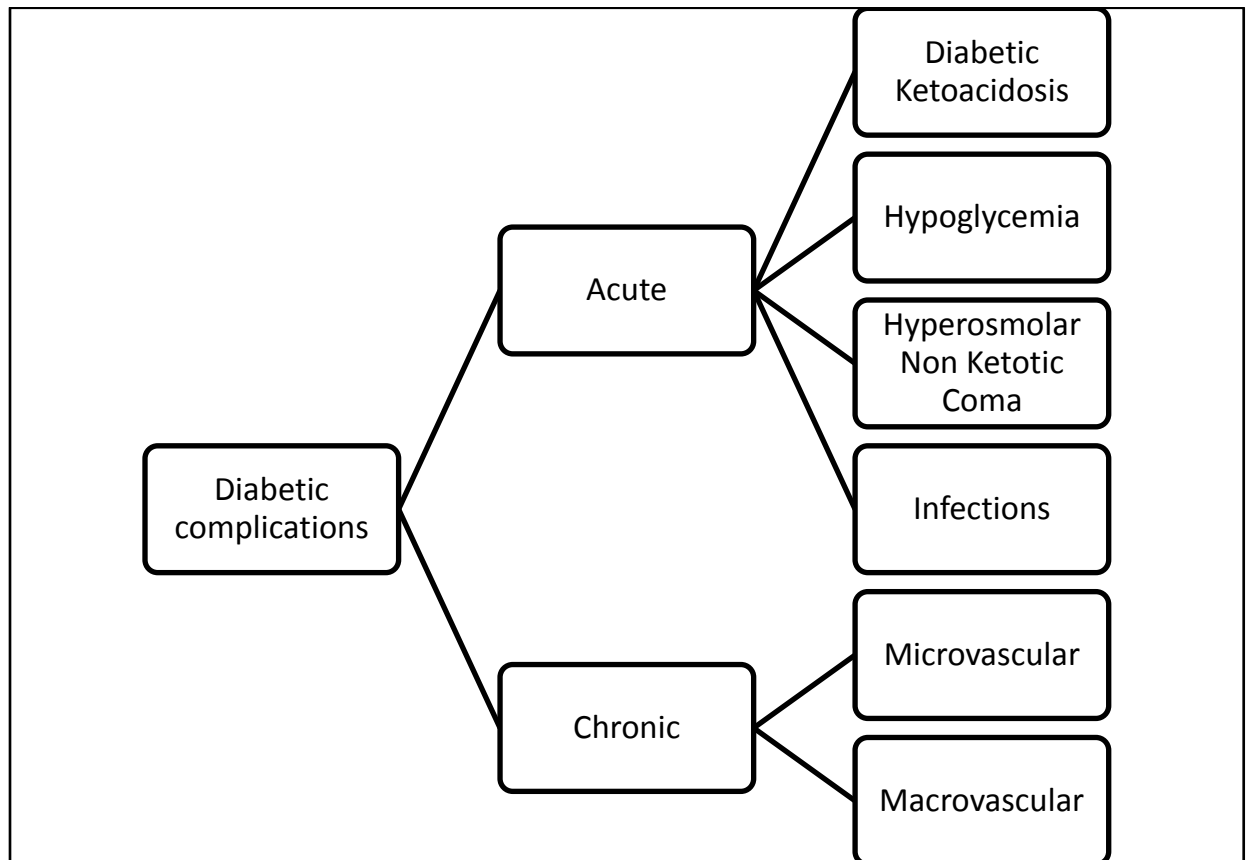 Diabetic
complications
Acute
Diabetic
Ketoacidosis
Hypoglycemia
Hyperosmolar
Non Ketotic
Coma
Infections
Chronic
Microvascular
Macrovascular